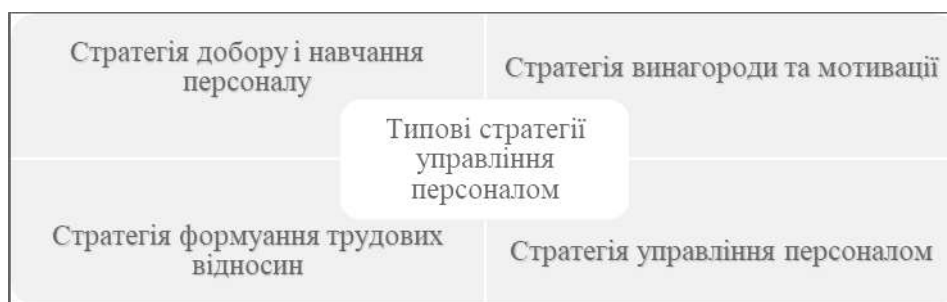 Стратегія добору і навчання
персоналу
Стратегія винагороди та мотивації
Типові стратегії
управління
персоналом
Стратегія формуання трудових
відносин
Стратегія управління персоналом